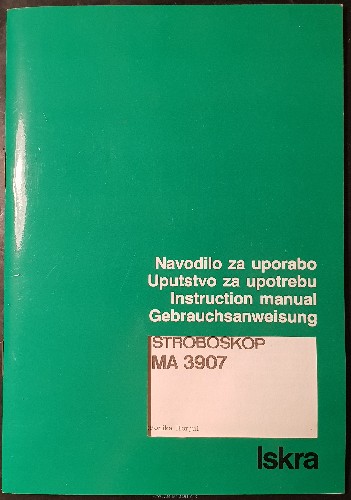 Navodilo za uporabo
Uputstvo za upotrebu
Instruction manual
Gebrauchsanweisung
STROBOSKOP
MA 3907
Iskra